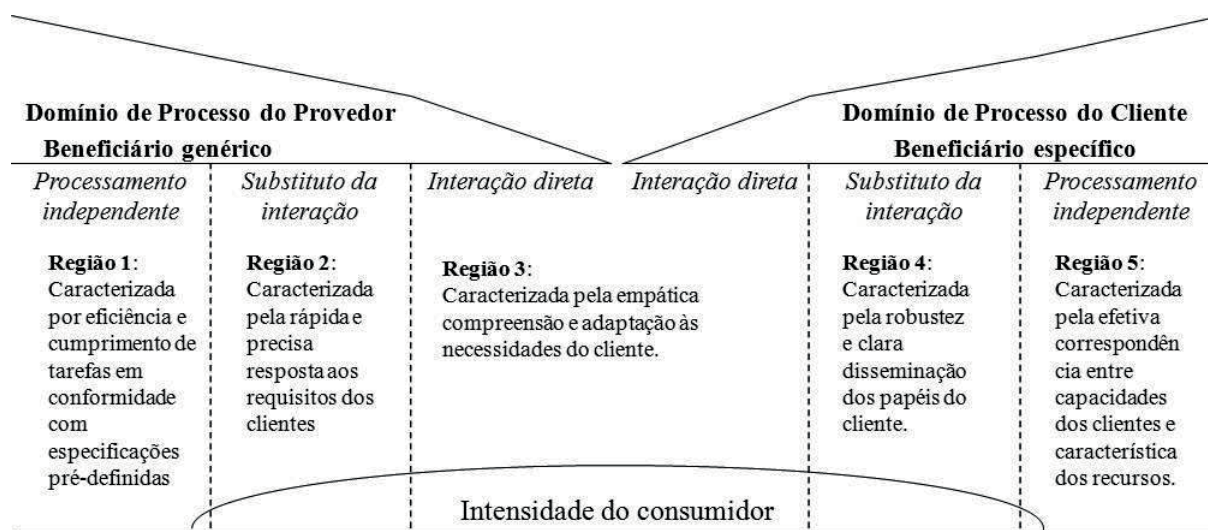 Domínio de Processo do Provedor
Beneficiário genérico
Domínio de Processo do Cliente
Beneficiário específico
Processamento
independente
Substituto da
interação
Interação direta
Interação direta
Substituto da
interação
Processamento
independente
Região 1:
Caracterizada
por eficiência e
cumprimento de
tarefas em
conformidade
com
especificações
pré-definidas
Região 2:
Caracterizada
pela rápida e
precisa
resposta aos
requisitos dos
clientes
Região 3:
Caracterizada pela empática
compreensão e adaptação às
necessidades do cliente.
Região 4:
Caracterizada
pela robustez
e clara
disseminação
dos papéis do
cliente.
Região 5:
Caracterizada
pela efetiva
correspondên
cia entre
capacidades
dos clientes e
característica
dos recursos.
Intensidade do consumidor